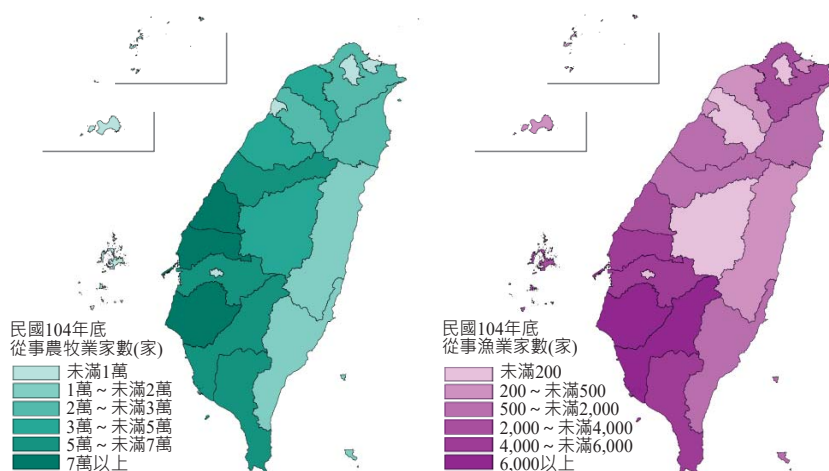 民國104年底
從事農牧業家數(家)
未滿1萬
1萬～未滿2萬
2萬～未滿3萬
3萬～未滿5萬
5萬～未滿7萬
7萬以上
民國104年底
從事漁業家數(家)
未滿200
200～未滿500
500～未滿2,000
2,000～未滿4,000
4,000～未滿6,000
6,000以上